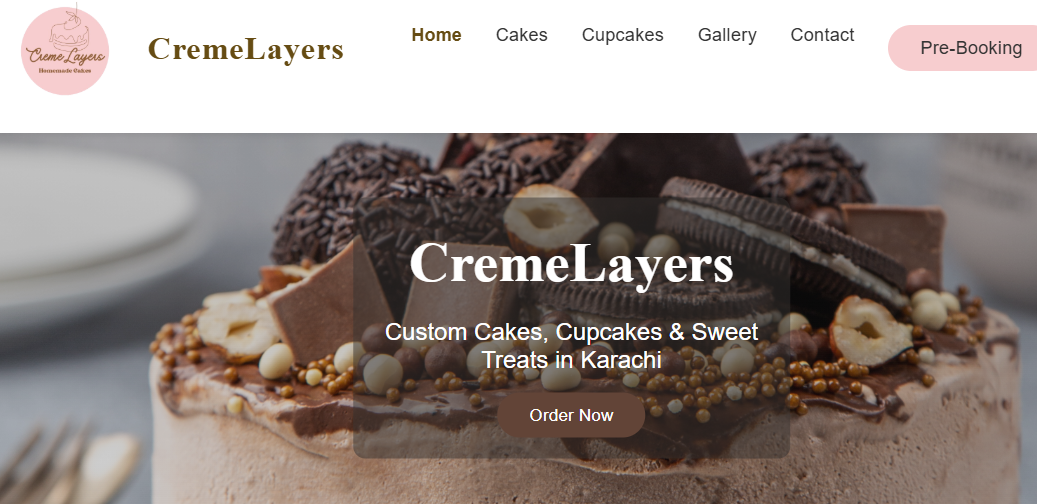 Creme Layers
Homemade Cakes
CremeLayers
Home
Cakes
Cupcakes
Gallery
Contact
Pre-Booking
CremeLayers
Custom Cakes, Cupcakes & Sweet
Treats in Karachi
Order Now